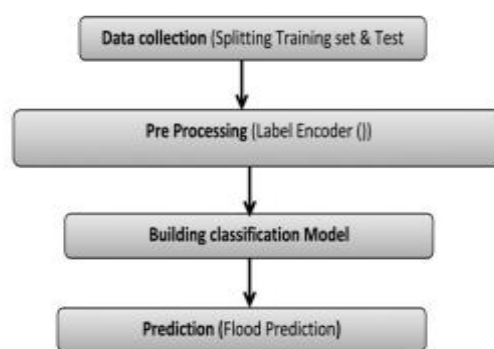 Data collection (Splitting Training set & Test
Pre Processing (Label Encoder ())
Building classification Model
Prediction (Flood Prediction)